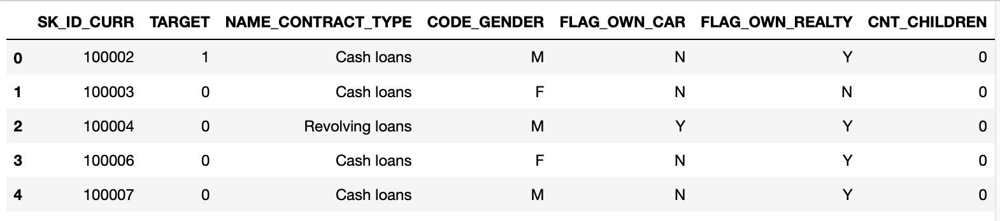 SK_ID_CURR TARGET NAME_CONTRACT_TYPE CODE_GENDER FLAG_OWN_CAR FLAG_OWN_REALTY CNT_CHILDREN
0 100002 1 Cash loans M N Y 0
1 100003 0 Cash loans F N N 0
2 100004 0 Revolving loans M Y Y 0
3 100006 0 Cash loans F N Y 0
4 100007 0 Cash loans M N Y 0